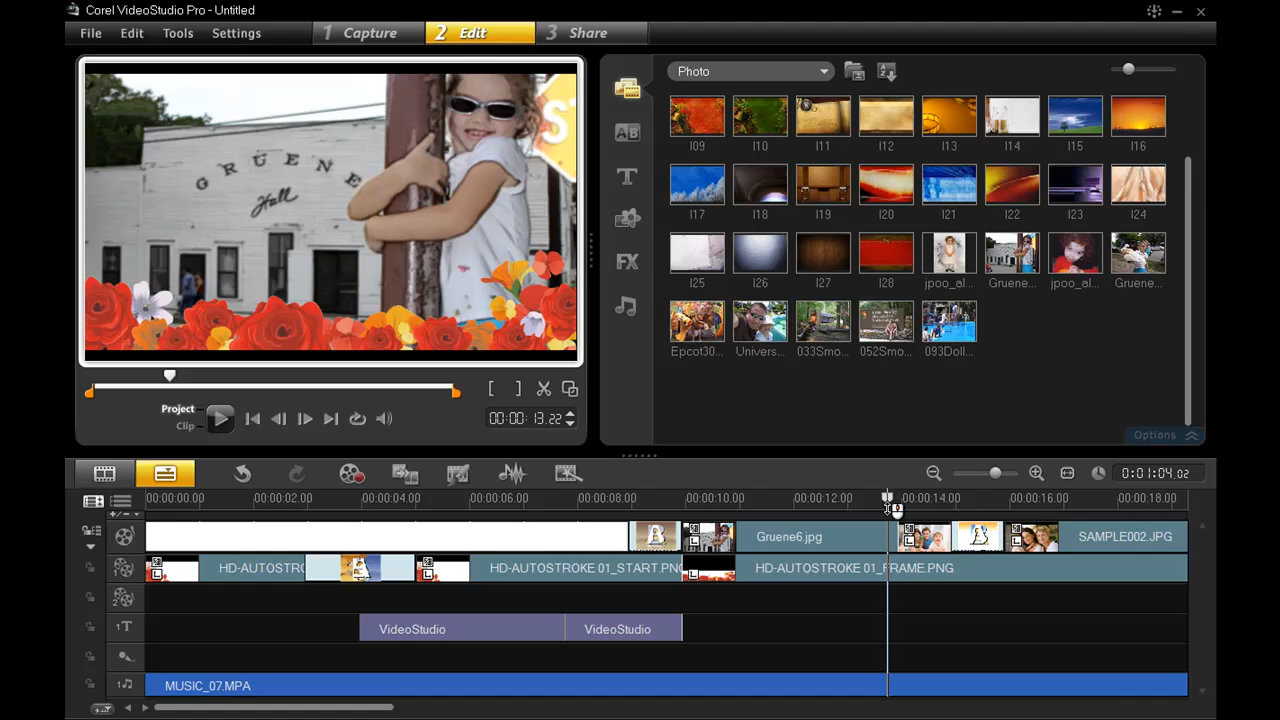 Corel VideoStudio Pro - Untitled
File Edit Tools Settings 1 Capture 2 Edit 3 Share
Photo
GRUENE
Hall
ST
I09 I10 I11 I12 I13 I14 I15 I16
I17 I18 I19 I20 I21 I22 I23 I24
I25 I26 I27 I28 jpoo_al... Gruene... jpoo_al... Gruene...
Epcot30... Univers... 033Smo... 052Smo... 093Doll...
AB
T
FX
Project
Clip
[ ]
00:00:13.22
Options
0:01:04.02
00:00:00.00 00:00:02.00 00:00:04.00 00:00:06.00 00:00:08.00 00:00:10.00 00:00:12.00 00:00:14.00 00:00:16.00 00:00:18.00
Gruene6.jpg SAMPLE002.JPG
HD-AUTOSTRO HD-AUTOSTROKE 01_START.PNG HD-AUTOSTROKE 01_FRAME.PNG
VideoStudio VideoStudio
MUSIC_07.MPA